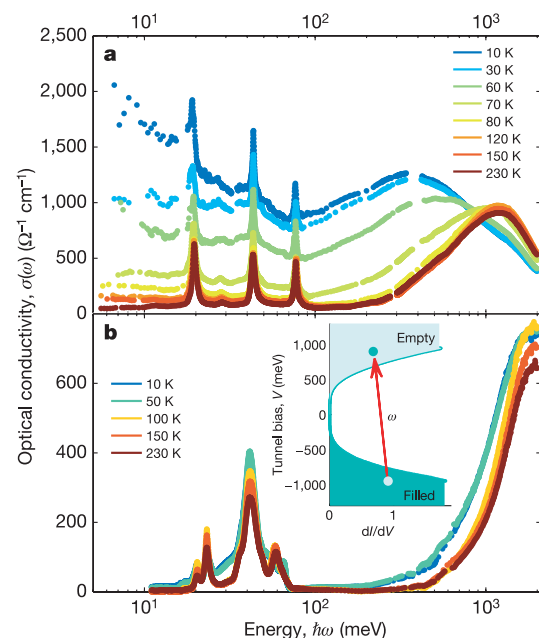 10¹ 10² 10³
2,500
a
2,000
1,500
1,000
500
0
10 K
30 K
60 K
70 K
80 K
120 K
150 K
230 K
Optical conductivity, σ(ω) (Ω⁻¹ cm⁻¹)
b
600
400
200
0
10 K
50 K
100 K
150 K
230 K
Tunnel bias, V (meV)
1,000
500
0
−500
−1,000
Empty
ω
Filled
0 1
dI/dV
10¹ 10² 10³
Energy, ℏω (meV)